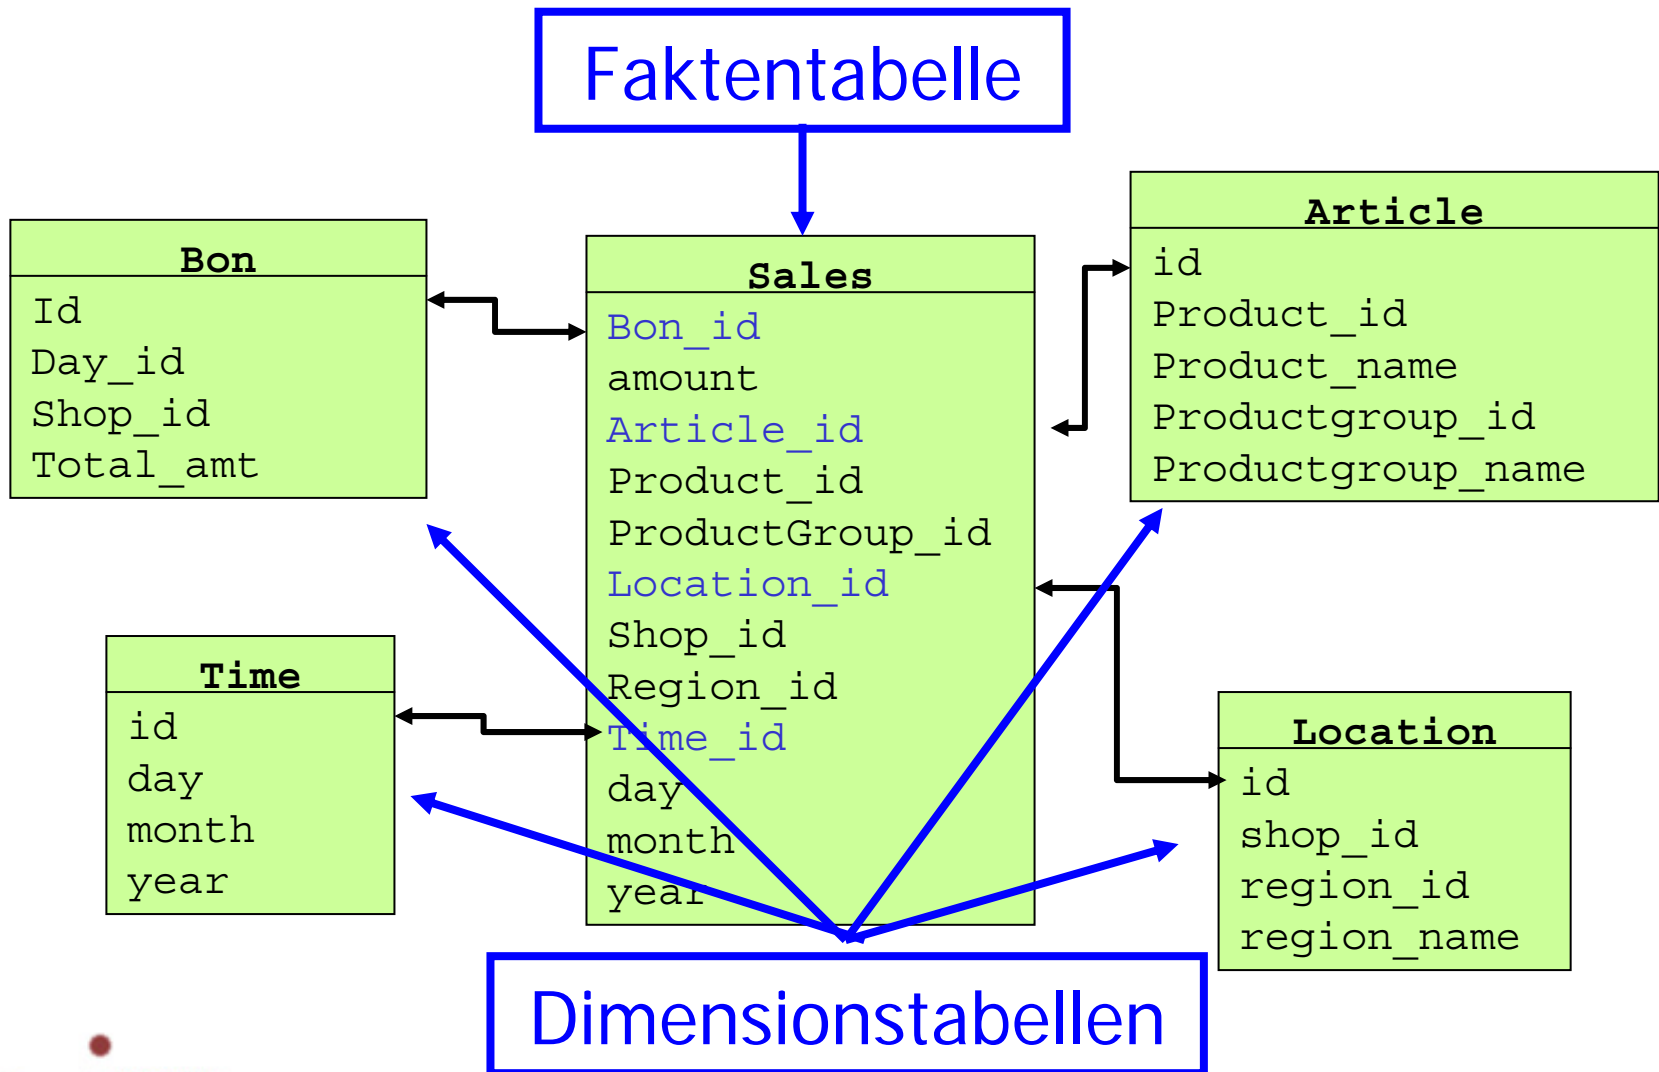 Faktentabelle
Bon
Id
Day_id
Shop_id
Total_amt
Sales
Bon_id
amount
Article_id
Product_id
ProductGroup_id
Location_id
Shop_id
Region_id
Time_id
day
month
year
Article
id
Product_id
Product_name
Productgroup_id
Productgroup_name
Time
id
day
month
year
Location
id
shop_id
region_id
region_name
Dimensionstabellen